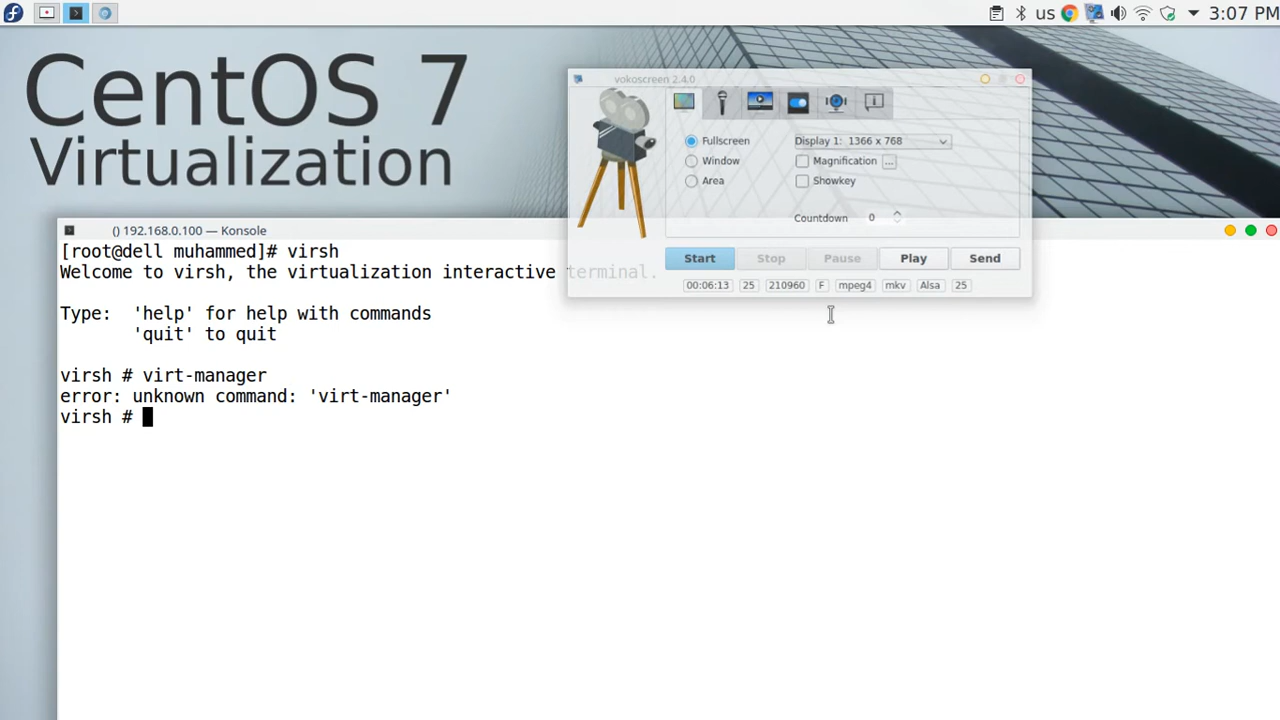 us 3:07 PM
CentOS 7
Virtualization
vokoscreen 2.4.0
Fullscreen Display 1: 1366 x 768
Window Magnification ...
Area Showkey
Countdown 0
Start Stop Pause Play Send
00:06:13 25 210960 F mpeg4 mkv Alsa 25
() 192.168.0.100 — Konsole
[root@dell muhammed]# virsh
Welcome to virsh, the virtualization interactive terminal.
Type: 'help' for help with commands
'quit' to quit
virsh # virt-manager
error: unknown command: 'virt-manager'
virsh #